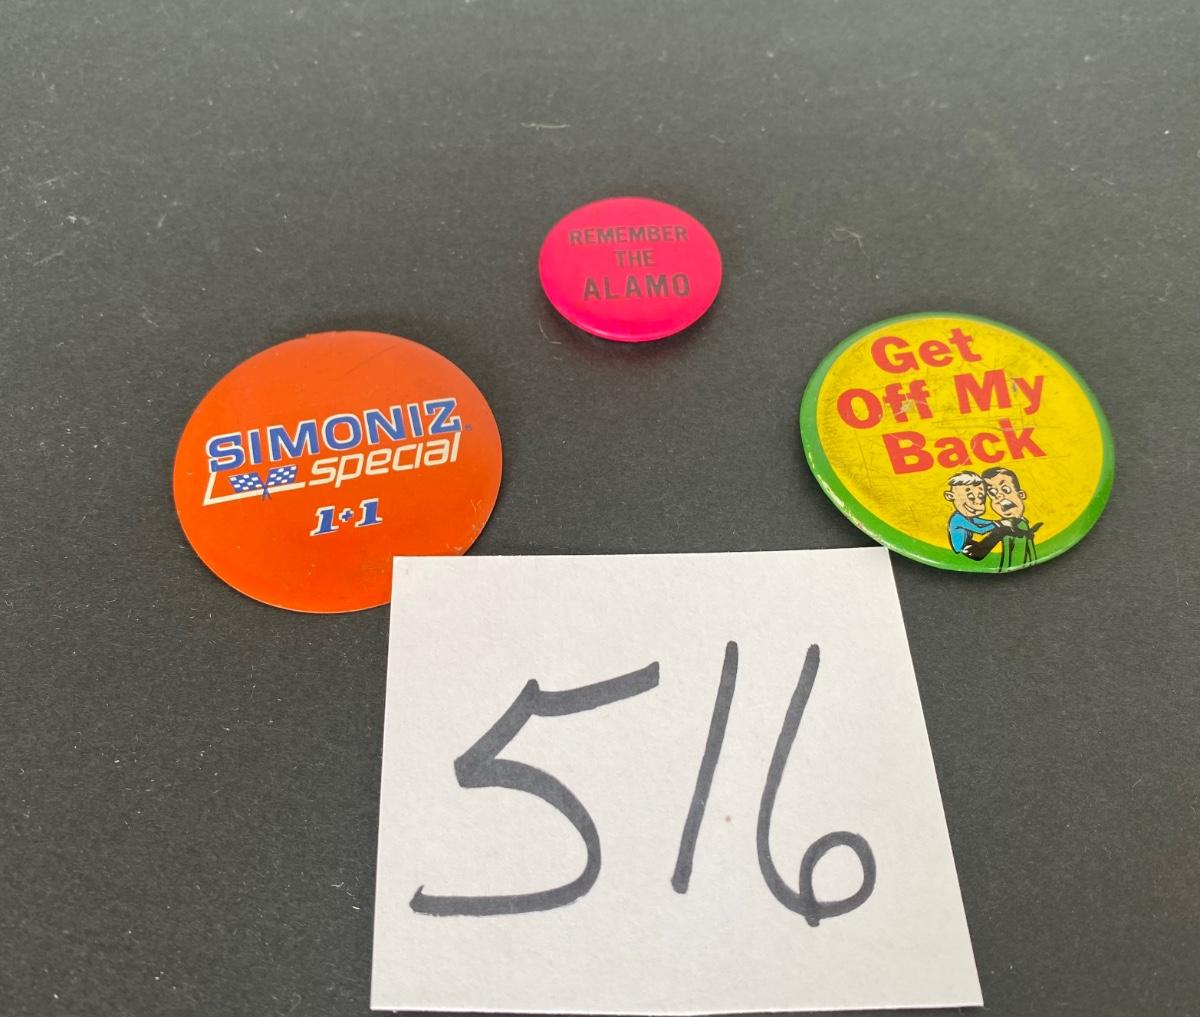 REMEMBER
THE
ALAMO
SIMONIZ®
special
1+1
Get
Off My
Back
516